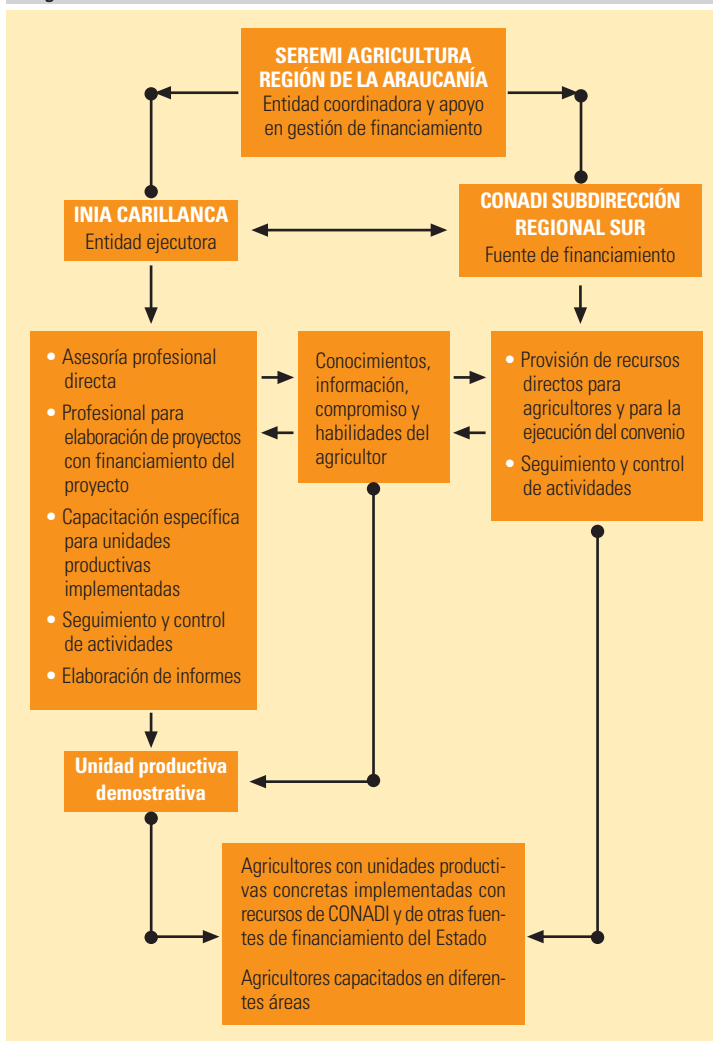 SEREMI AGRICULTURA
REGIÓN DE LA ARAUCANÍA
Entidad coordinadora y apoyo
en gestión de financiamiento
INIA CARILLANCA
Entidad ejecutora
CONADI SUBDIRECCIÓN
REGIONAL SUR
Fuente de financiamiento
• Asesoría profesional
directa
• Profesional para
elaboración de proyectos
con financiamiento del
proyecto
• Capacitación específica
para unidades
productivas
implementadas
• Seguimiento y control
de actividades
• Elaboración de informes
Conocimientos,
información,
compromiso y
habilidades del
agricultor
• Provisión de recursos
directos para
agricultores y para la
ejecución del convenio
• Seguimiento y control
de actividades
Unidad productiva
demostrativa
Agricultores con unidades producti-
vas concretas implementadas con
recursos de CONADI y de otras fuen-
tes de financiamiento del Estado
Agricultores capacitados en diferen-
tes áreas